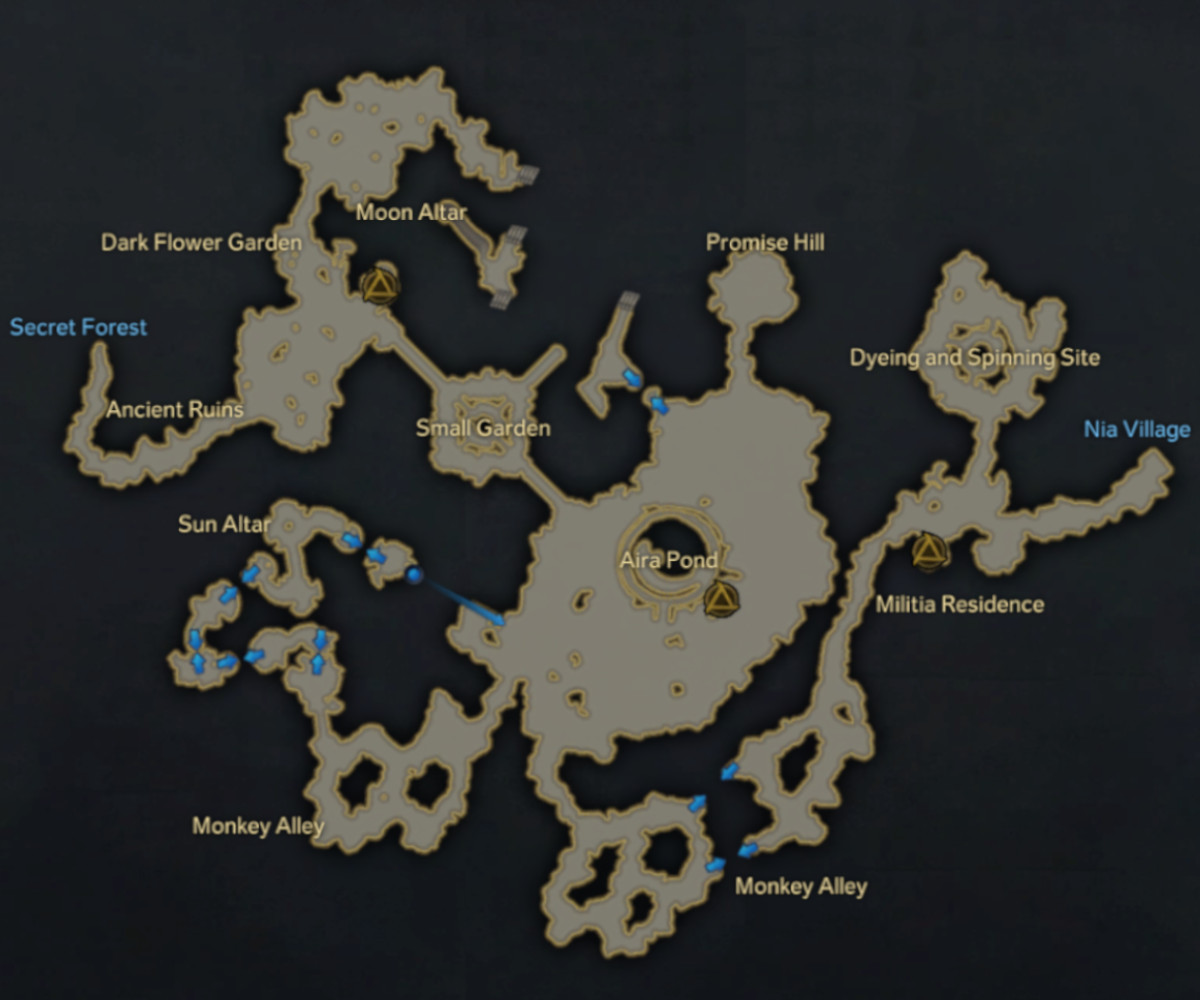 Moon Altar
Dark Flower Garden
Promise Hill
Secret Forest
Dyeing and Spinning Site
Ancient Ruins
Small Garden
Nia Village
Sun Altar
Aira Pond
Militia Residence
Monkey Alley
Monkey Alley